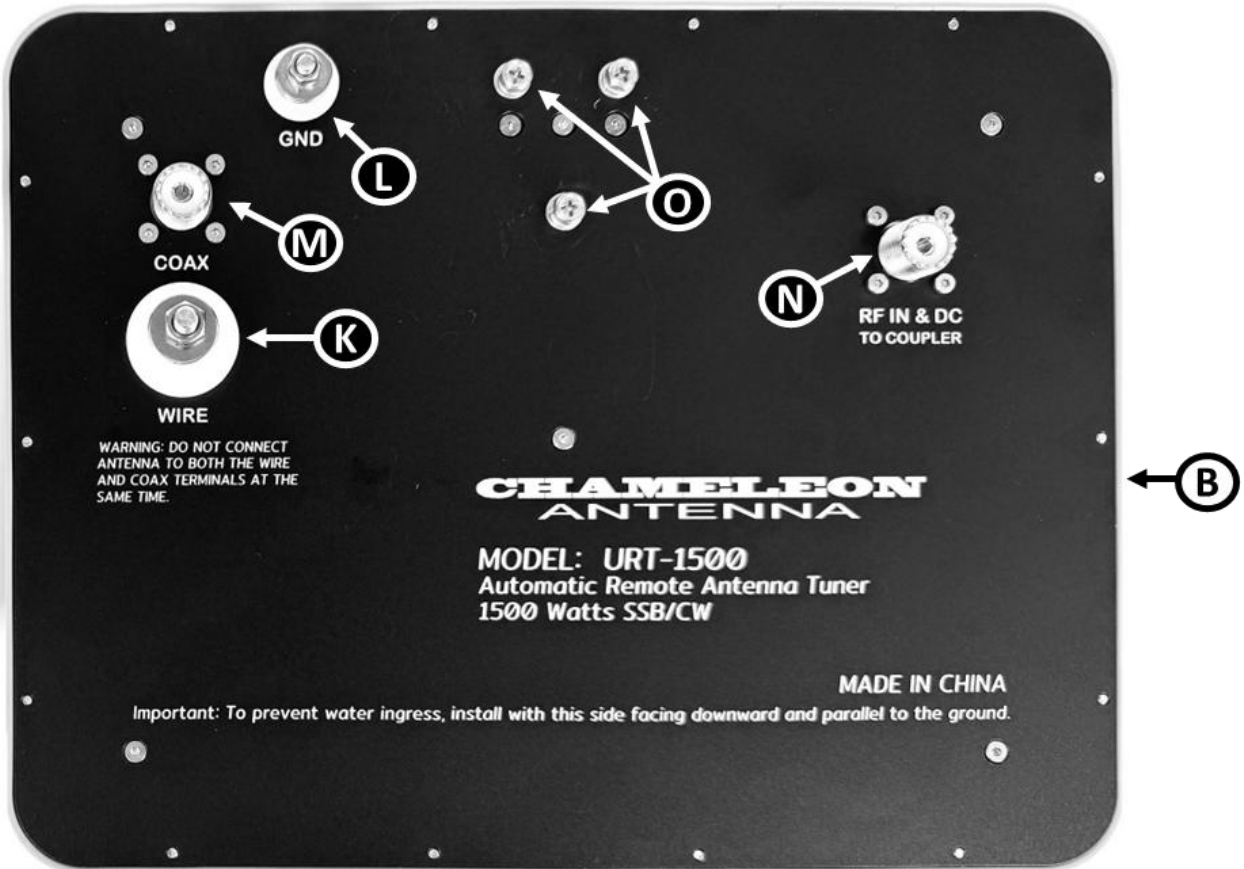 GND
L
O
M
COAX
N
RF IN & DC
TO COUPLER
K
WIRE
WARNING: DO NOT CONNECT
ANTENNA TO BOTH THE WIRE
AND COAX TERMINALS AT THE
SAME TIME.
B
CHAMELEON
ANTENNA
MODEL: URT-1500
Automatic Remote Antenna Tuner
1500 Watts SSB/CW
MADE IN CHINA
Important: To prevent water ingress, install with this side facing downward and parallel to the ground.